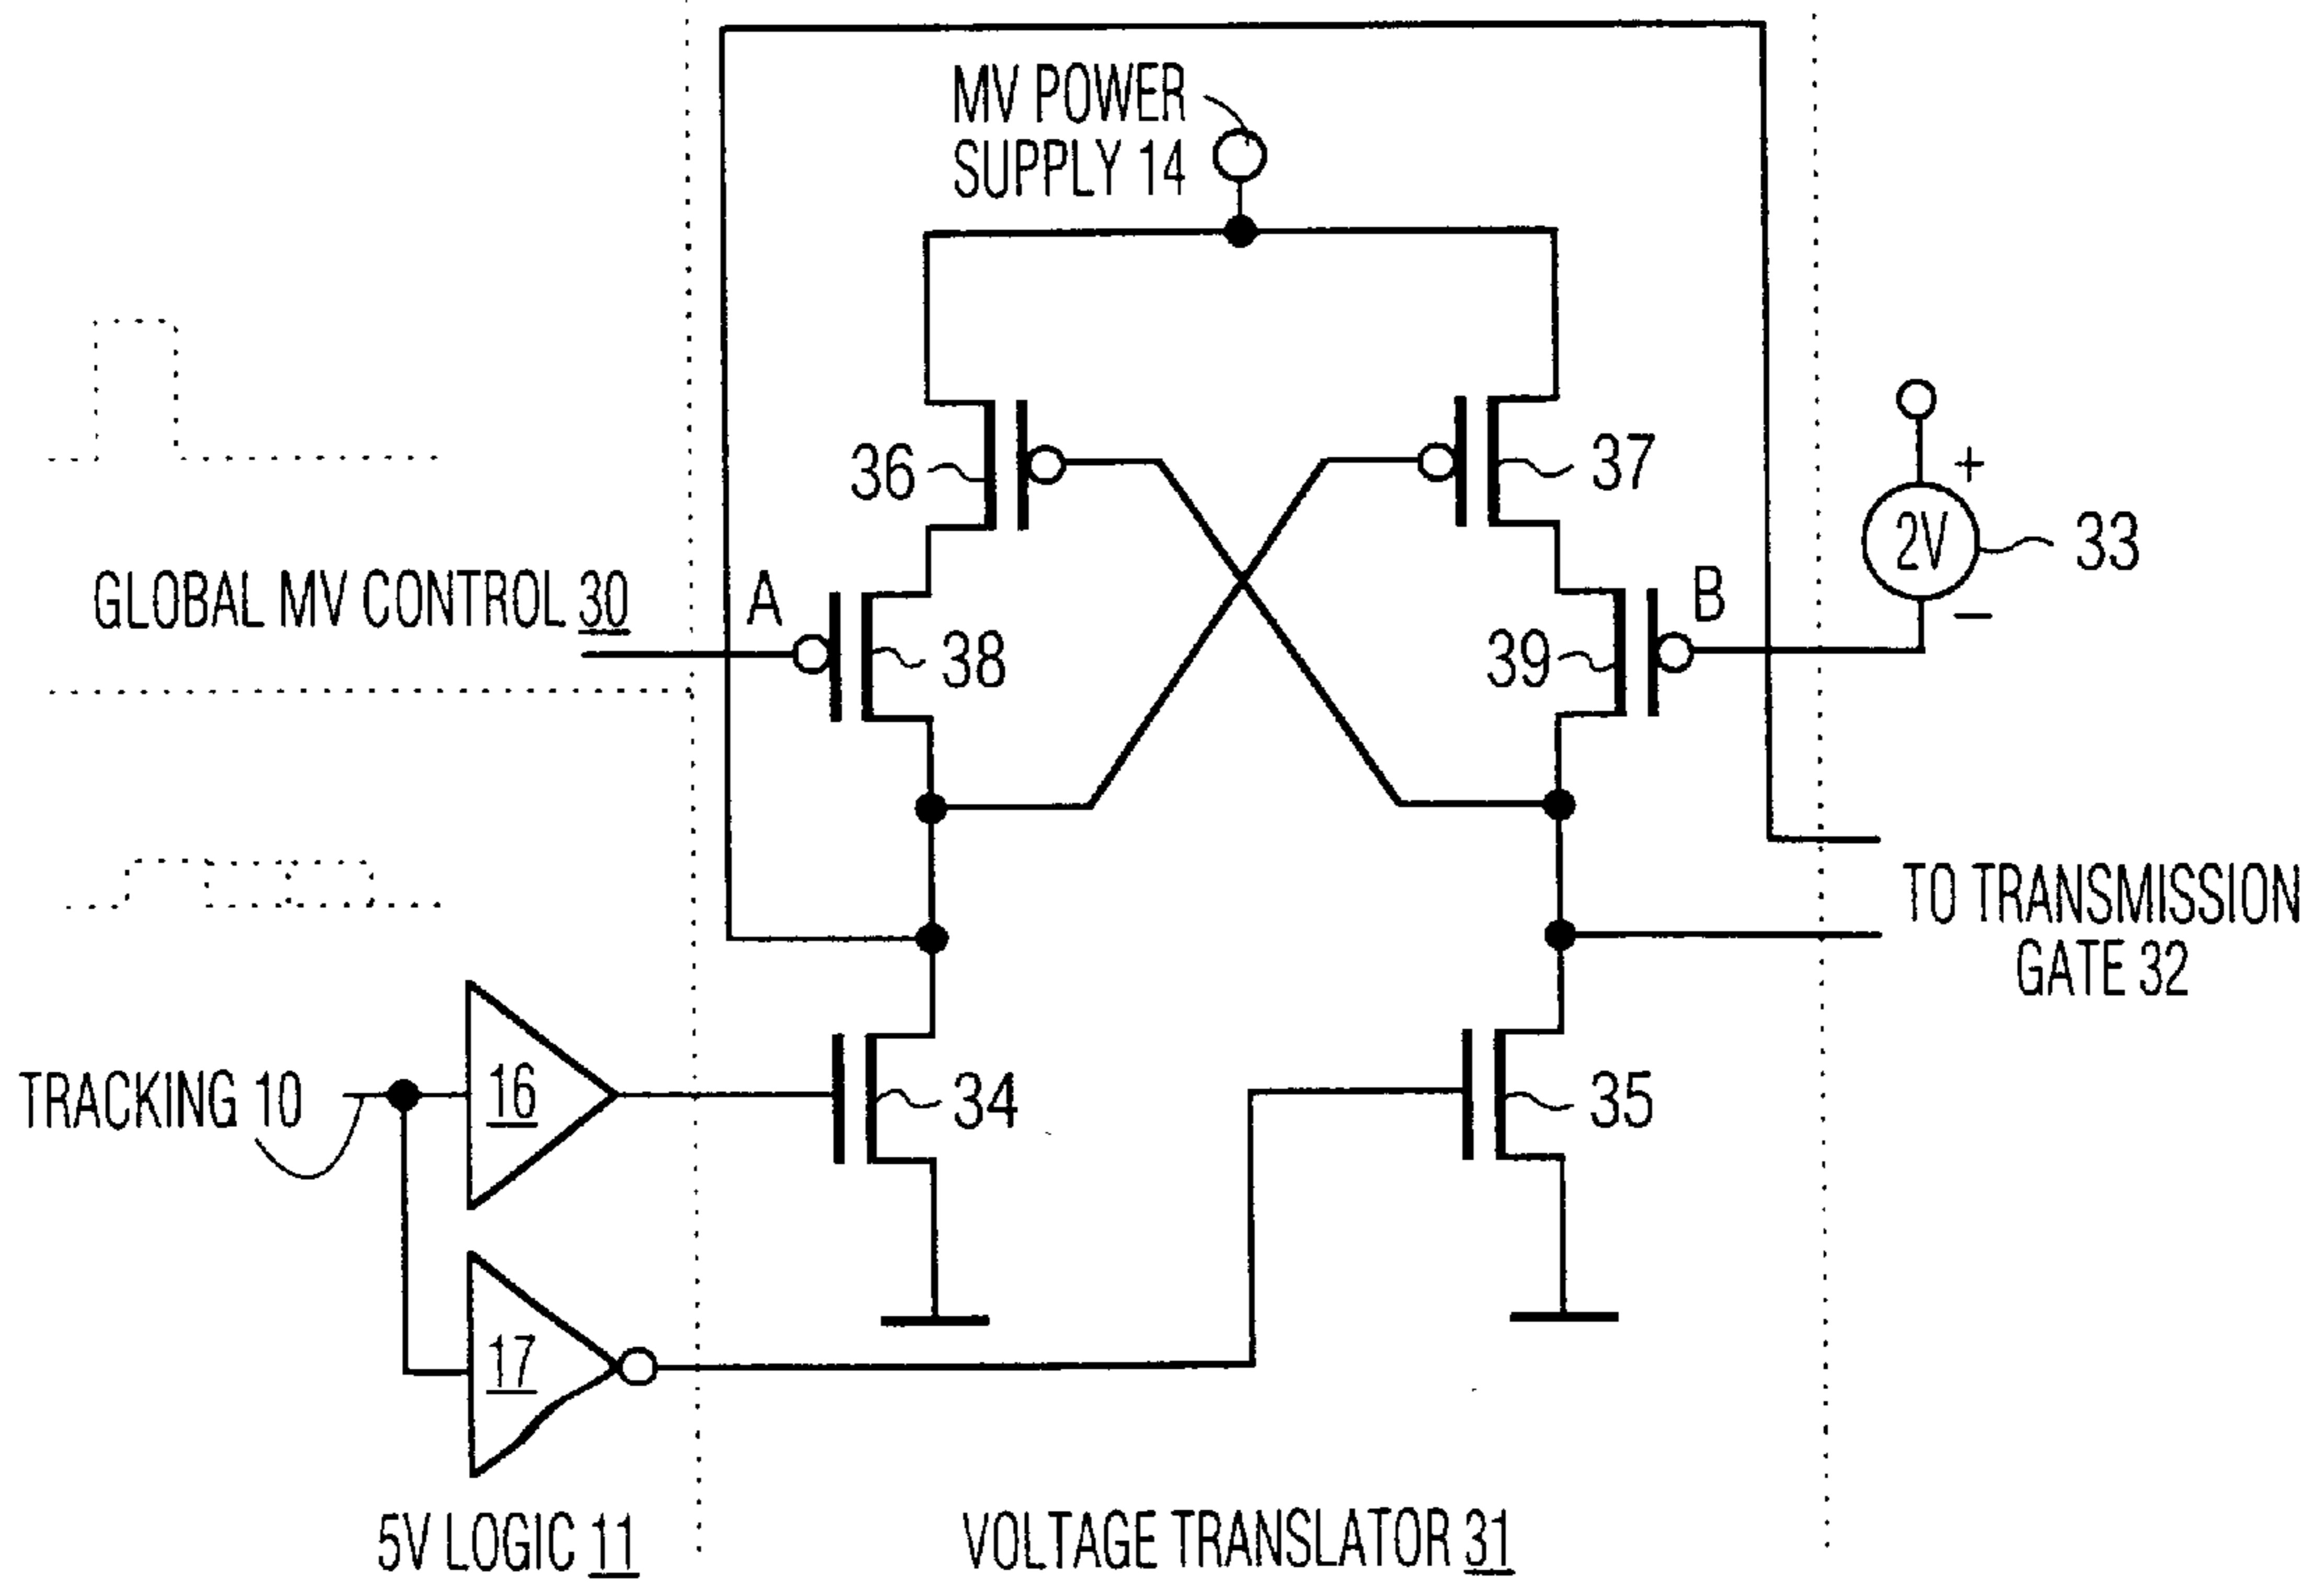 MV POWER
SUPPLY 14
36
37
+
2V
33
−
GLOBAL MV CONTROL 30
A
38
39
B
TO TRANSMISSION
GATE 32
TRACKING 10
16
34
35
17
5V LOGIC 11
VOLTAGE TRANSLATOR 31